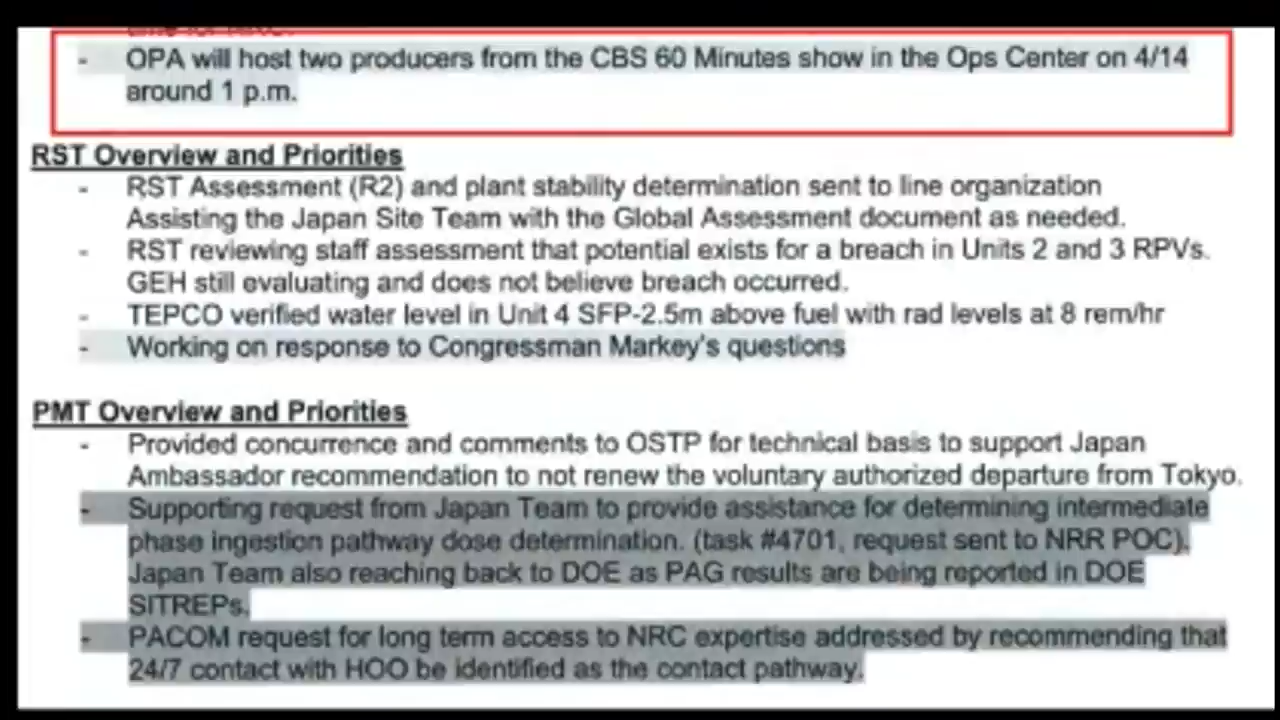 - OPA will host two producers from the CBS 60 Minutes show in the Ops Center on 4/14
around 1 p.m.
RST Overview and Priorities
- RST Assessment (R2) and plant stability determination sent to line organization
Assisting the Japan Site Team with the Global Assessment document as needed.
- RST reviewing staff assessment that potential exists for a breach in Units 2 and 3 RPVs.
GEH still evaluating and does not believe breach occurred.
- TEPCO verified water level in Unit 4 SFP-2.5m above fuel with rad levels at 8 rem/hr
- Working on response to Congressman Markey's questions
PMT Overview and Priorities
- Provided concurrence and comments to OSTP for technical basis to support Japan
Ambassador recommendation to not renew the voluntary authorized departure from Tokyo.
- Supporting request from Japan Team to provide assistance for determining intermediate
phase ingestion pathway dose determination. (task #4701, request sent to NRR POC).
Japan Team also reaching back to DOE as PAG results are being reported in DOE
SITREPs.
- PACOM request for long term access to NRC expertise addressed by recommending that
24/7 contact with HOO be identified as the contact pathway.